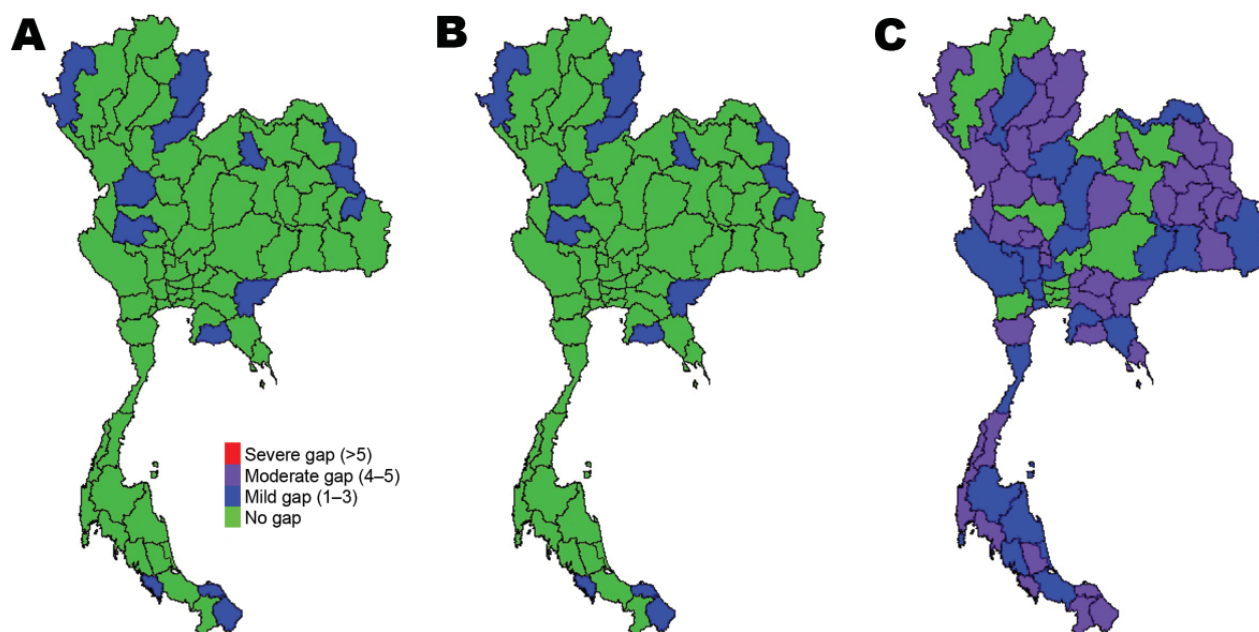 A
B
C
Severe gap (>5)
Moderate gap (4–5)
Mild gap (1–3)
No gap